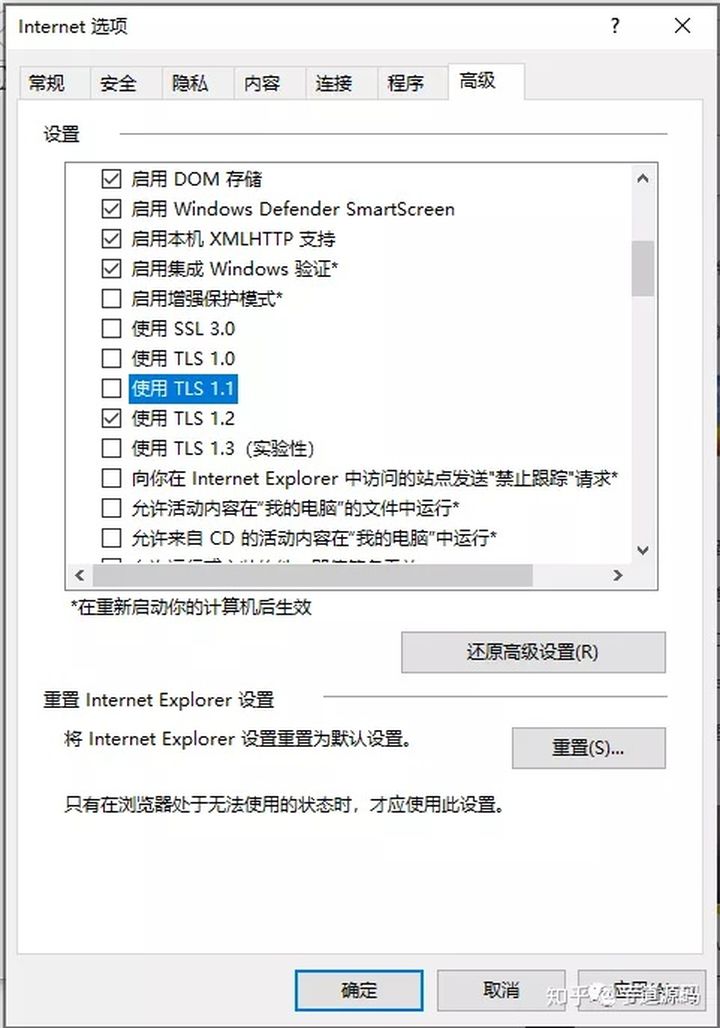 Internet 选项
?
常规 安全 隐私 内容 连接 程序 高级
设置
启用 DOM 存储
启用 Windows Defender SmartScreen
启用本机 XMLHTTP 支持
启用集成 Windows 验证*
启用增强保护模式*
使用 SSL 3.0
使用 TLS 1.0
使用 TLS 1.1
使用 TLS 1.2
使用 TLS 1.3（实验性）
向你在 Internet Explorer 中访问的站点发送"禁止跟踪"请求*
允许活动内容在“我的电脑”的文件中运行*
允许来自 CD 的活动内容在“我的电脑”中运行*
*在重新启动你的计算机后生效
还原高级设置(R)
重置 Internet Explorer 设置
将 Internet Explorer 设置重置为默认设置。
重置(S)...
只有在浏览器处于无法使用的状态时，才应使用此设置。
确定 取消
知乎 @芋道源码